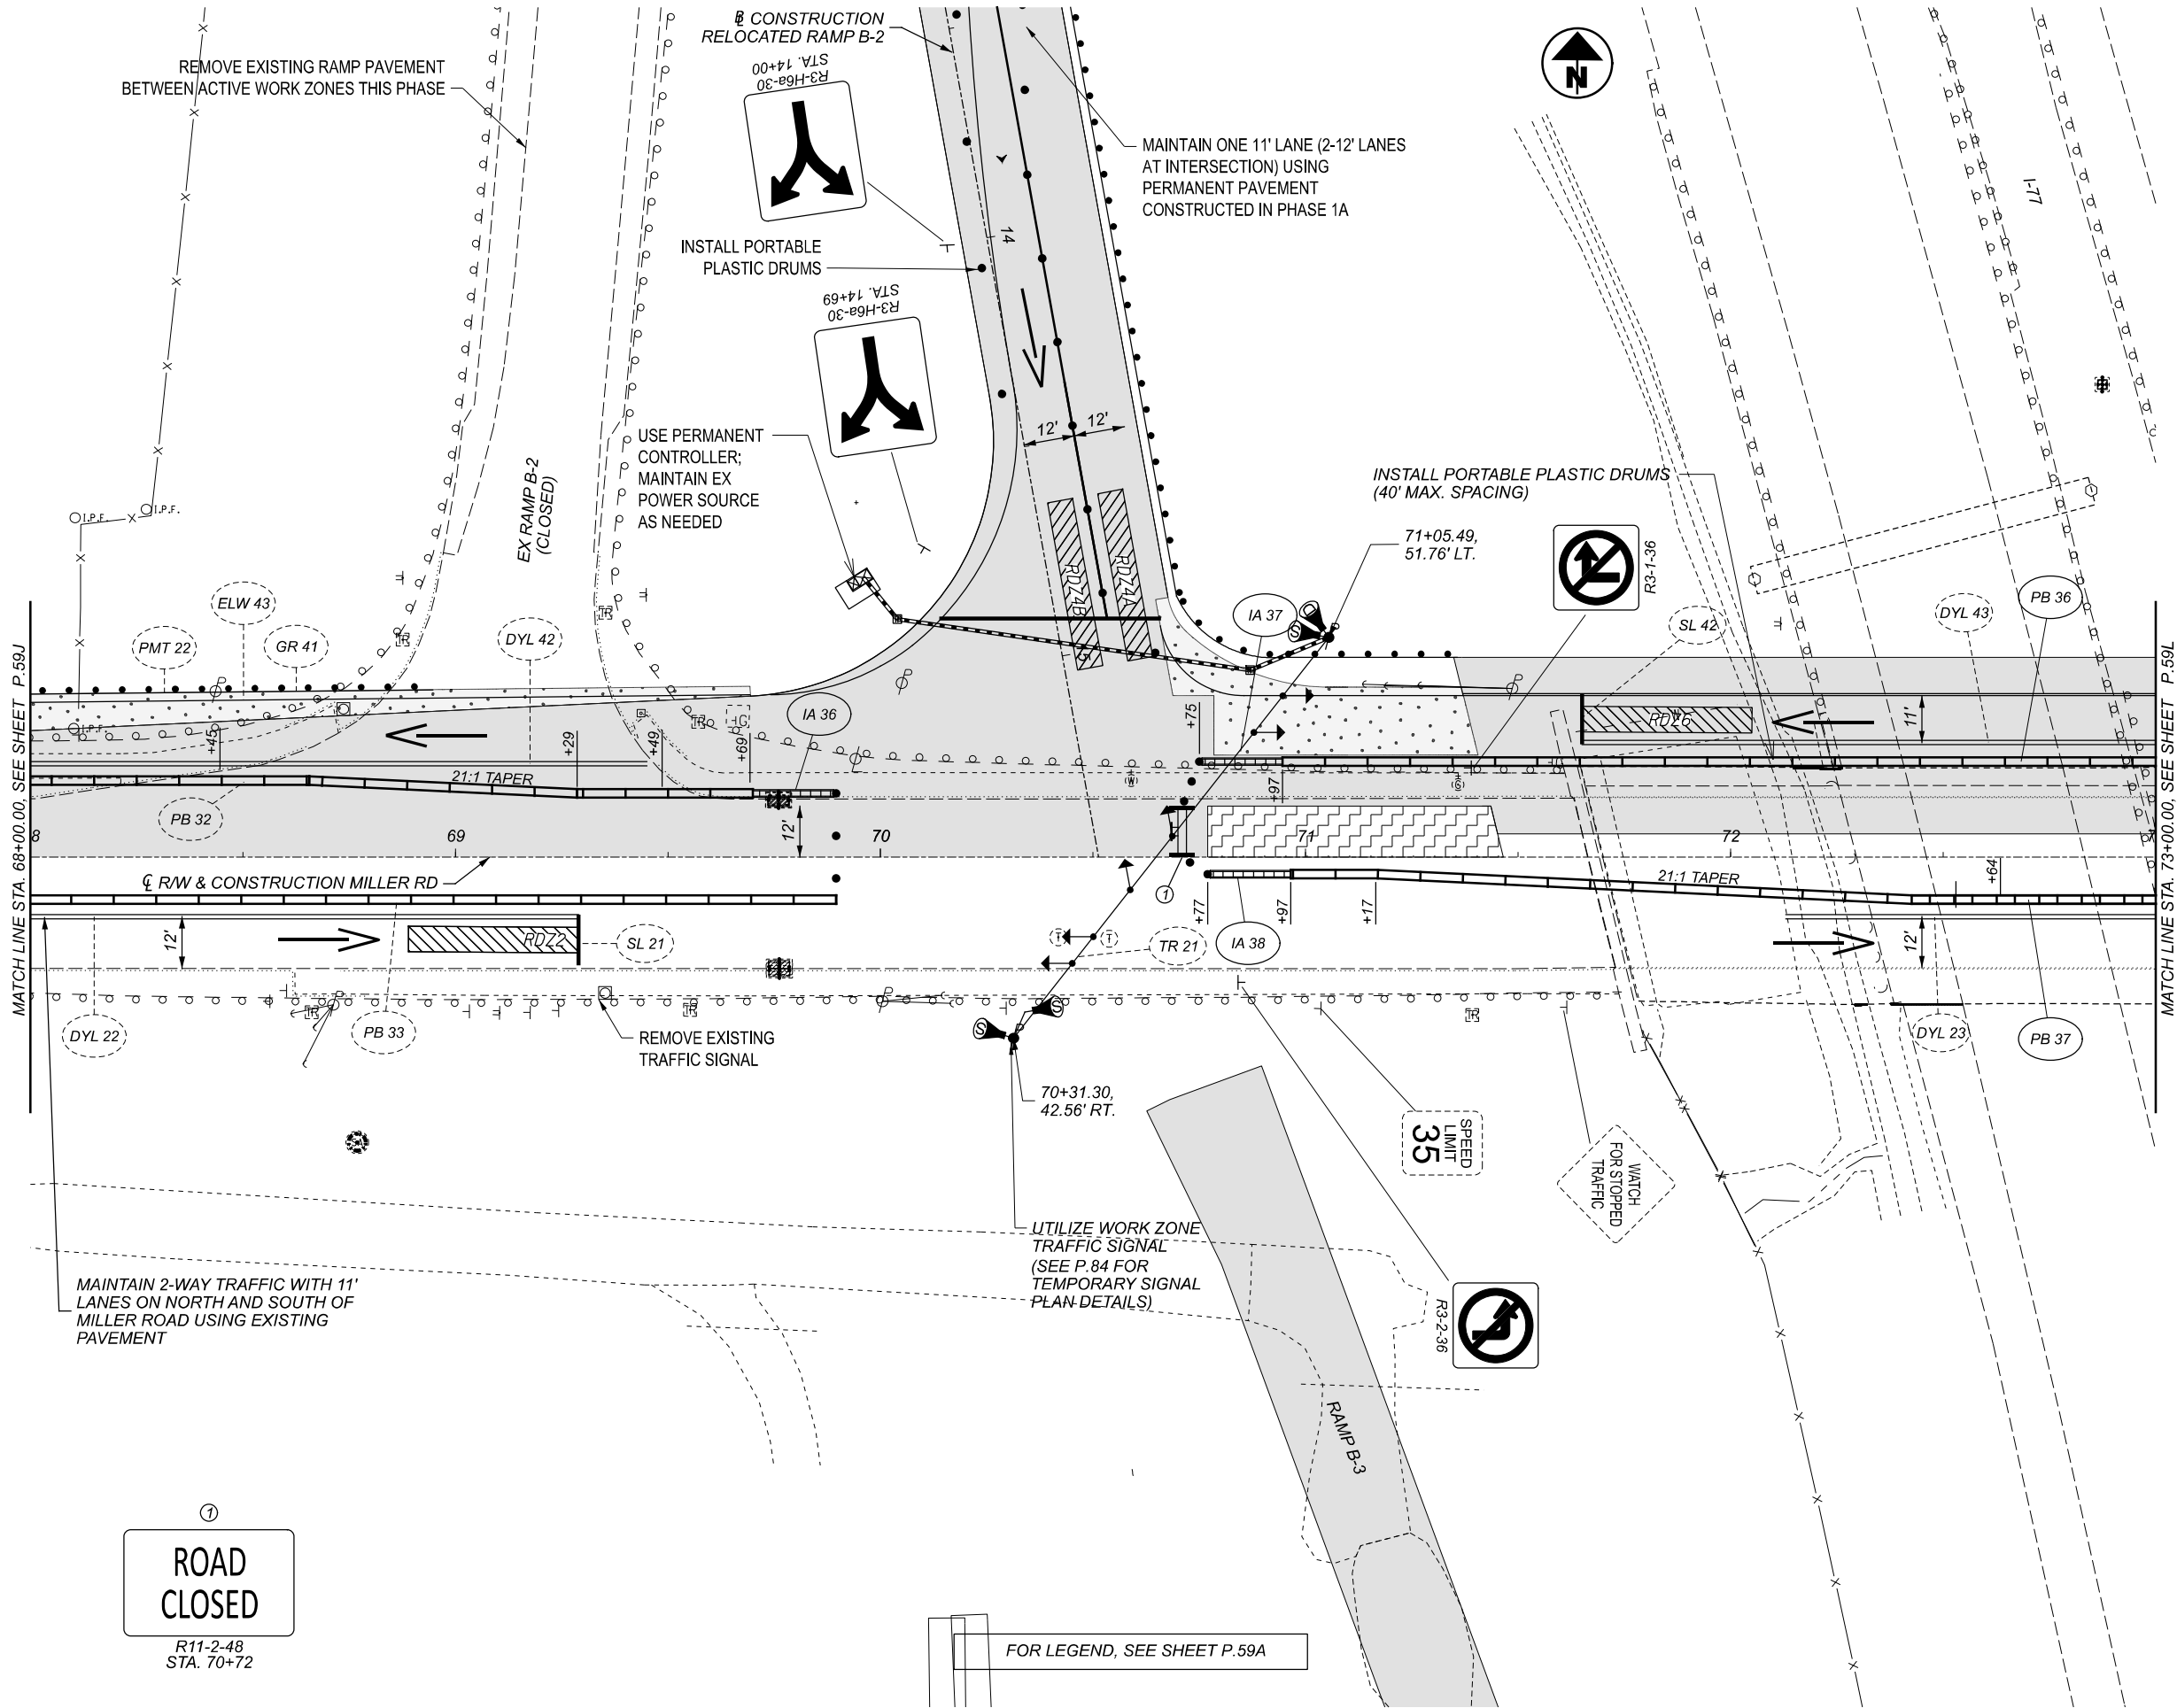 REMOVE EXISTING RAMP PAVEMENT
BETWEEN ACTIVE WORK ZONES THIS PHASE
℄ CONSTRUCTION
RELOCATED RAMP B-2
R3-H6a-30
STA. 14+00
N
I-77
MAINTAIN ONE 11' LANE (2-12' LANES
AT INTERSECTION) USING
PERMANENT PAVEMENT
CONSTRUCTED IN PHASE 1A
14
INSTALL PORTABLE
PLASTIC DRUMS
R3-H6a-30
STA. 14+69
USE PERMANENT
CONTROLLER;
MAINTAIN EX
POWER SOURCE
AS NEEDED
12'
12'
EX RAMP B-2
(CLOSED)
I.P.F.
I.P.F.
INSTALL PORTABLE PLASTIC DRUMS
(40' MAX. SPACING)
71+05.49,
51.76' LT.
R3-1-36
RDZ4B
RDZ4A
15
ELW 43
PMT 22
GR 41
DYL 42
IA 37
SL 42
DYL 43
PB 36
IA 36
I.P.F.
RDZ6
11'
+45
+29
+49
+69
+75
+97
21:1 TAPER
PB 32
12'
8
69
70
71
72
7
℄ R/W & CONSTRUCTION MILLER RD
1
+77
+97
+17
21:1 TAPER
+64
12'
RDZ2
SL 21
TR 21
IA 38
12'
DYL 22
PB 33
REMOVE EXISTING
TRAFFIC SIGNAL
DYL 23
PB 37
MATCH LINE STA. 68+00.00, SEE SHEET P.59J
MATCH LINE STA. 73+00.00, SEE SHEET P.59L
70+31.30,
42.56' RT.
SPEED
LIMIT
35
WATCH
FOR STOPPED
TRAFFIC
UTILIZE WORK ZONE
TRAFFIC SIGNAL
(SEE P.84 FOR
TEMPORARY SIGNAL
PLAN DETAILS)
MAINTAIN 2-WAY TRAFFIC WITH 11'
LANES ON NORTH AND SOUTH OF
MILLER ROAD USING EXISTING
PAVEMENT
R3-2-36
RAMP B-3
1
ROAD
CLOSED
R11-2-48
STA. 70+72
FOR LEGEND, SEE SHEET P.59A